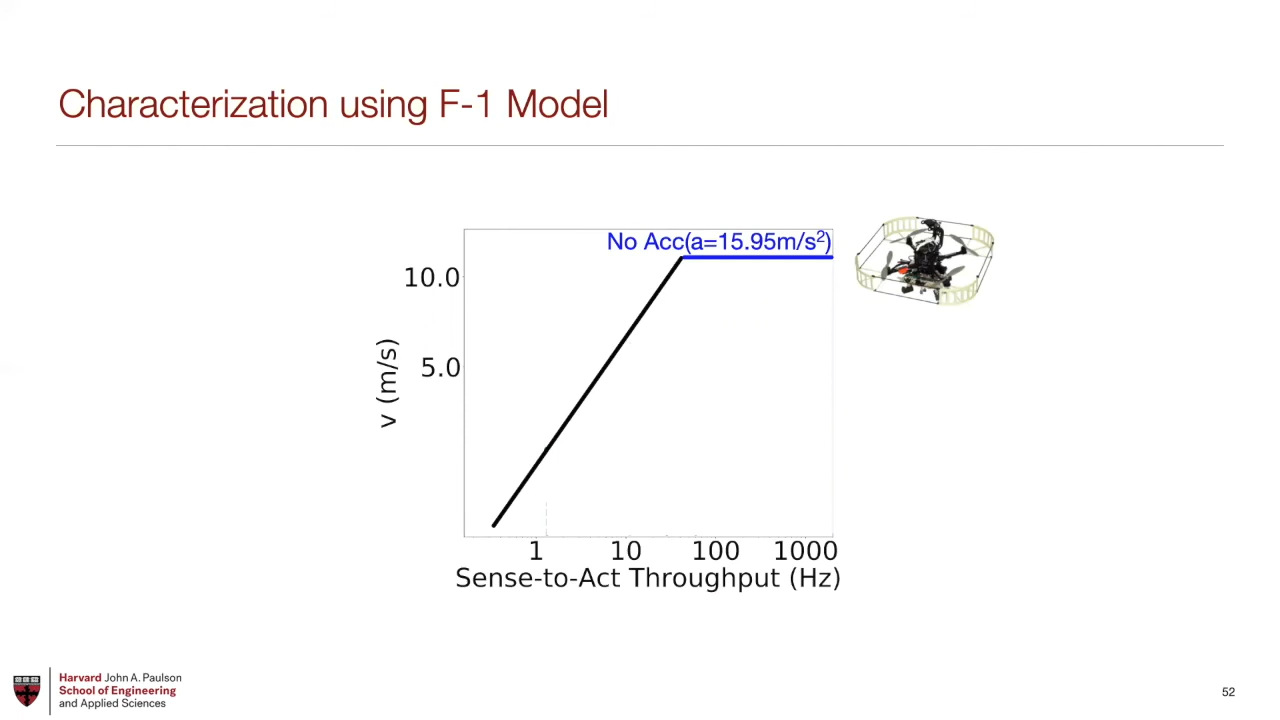 Characterization using F-1 Model
No Acc(a=15.95m/s²)
10.0
5.0
v (m/s)
1 10 100 1000
Sense-to-Act Throughput (Hz)
Harvard John A. Paulson
School of Engineering
and Applied Sciences
52